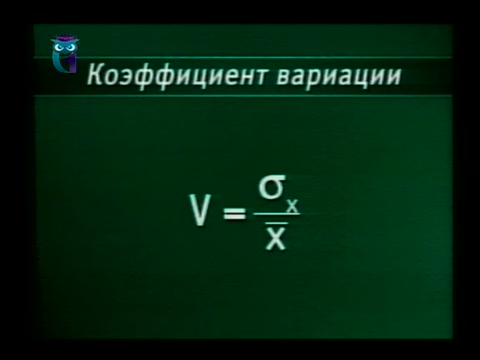 Коэффициент вариации
V = σₓ / x̅